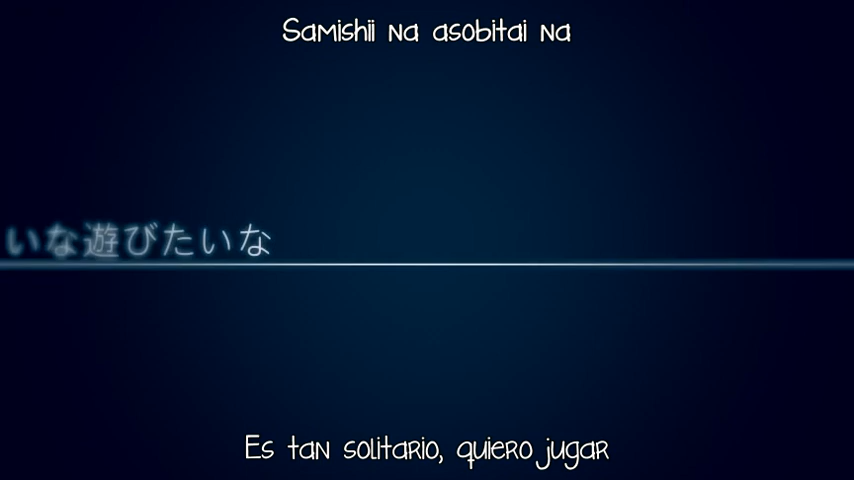 Samishii na asobitai na
いな遊びたいな
Es tan solitario, quiero jugar